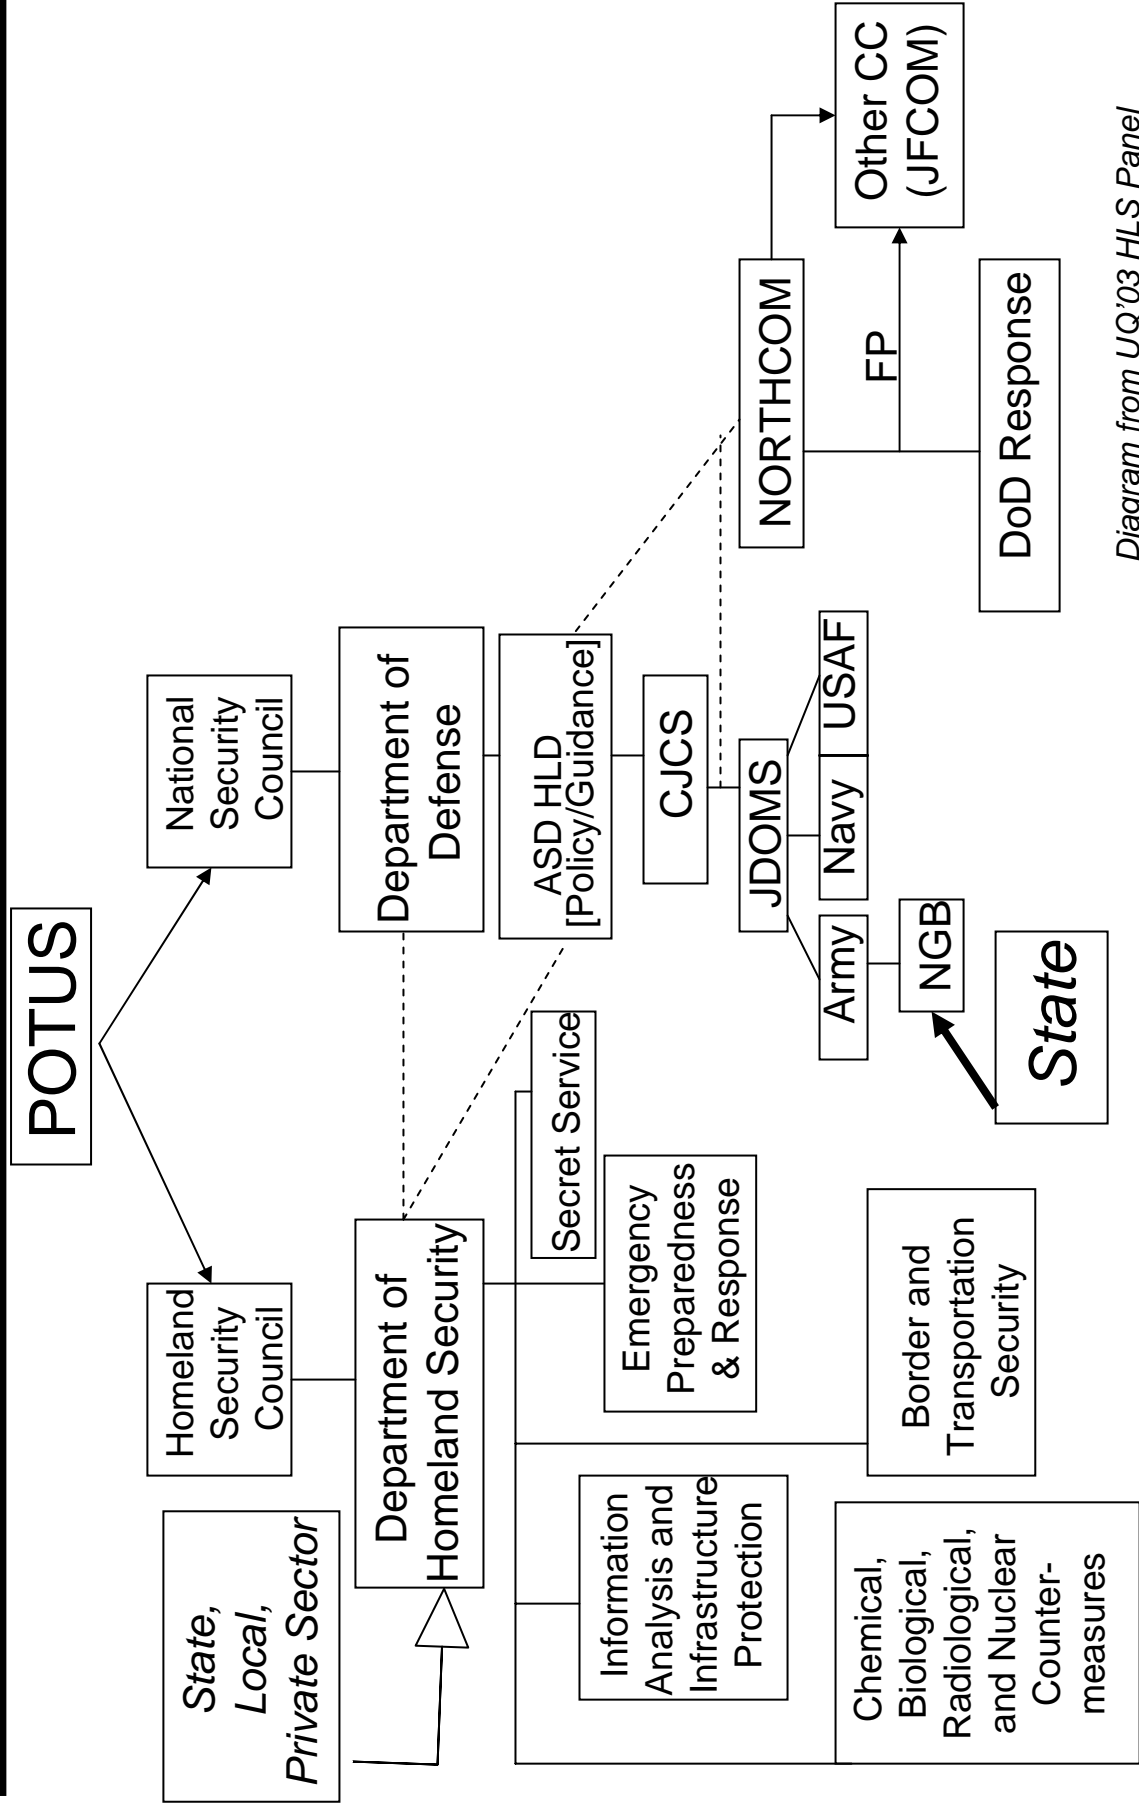 POTUS
Homeland
Security
Council
National
Security
Council
State,
Local,
Private Sector
Department of
Homeland Security
Department of
Defense
ASD HLD
[Policy/Guidance]
Secret Service
CJCS
Emergency
Preparedness
& Response
Information
Analysis and
Infrastructure
Protection
JDOMS
NORTHCOM
Army
Navy
USAF
FP
Other CC
(JFCOM)
Chemical,
Biological,
Radiological,
and Nuclear
Counter-
measures
Border and
Transportation
Security
NGB
State
DoD Response
Diagram from UQ'03 HLS Panel